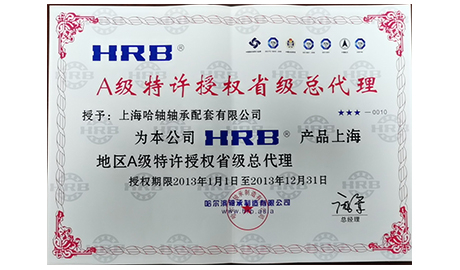 HRB®
A级特许授权省级总代理
授予：上海哈轴轴承配套有限公司
★★★—0010
为本公司 HRB® 产品上海
地区A级特许授权省级总代理
授权期限2013年1月1日至2013年12月31日
哈尔滨轴承制造有限公司
总经理